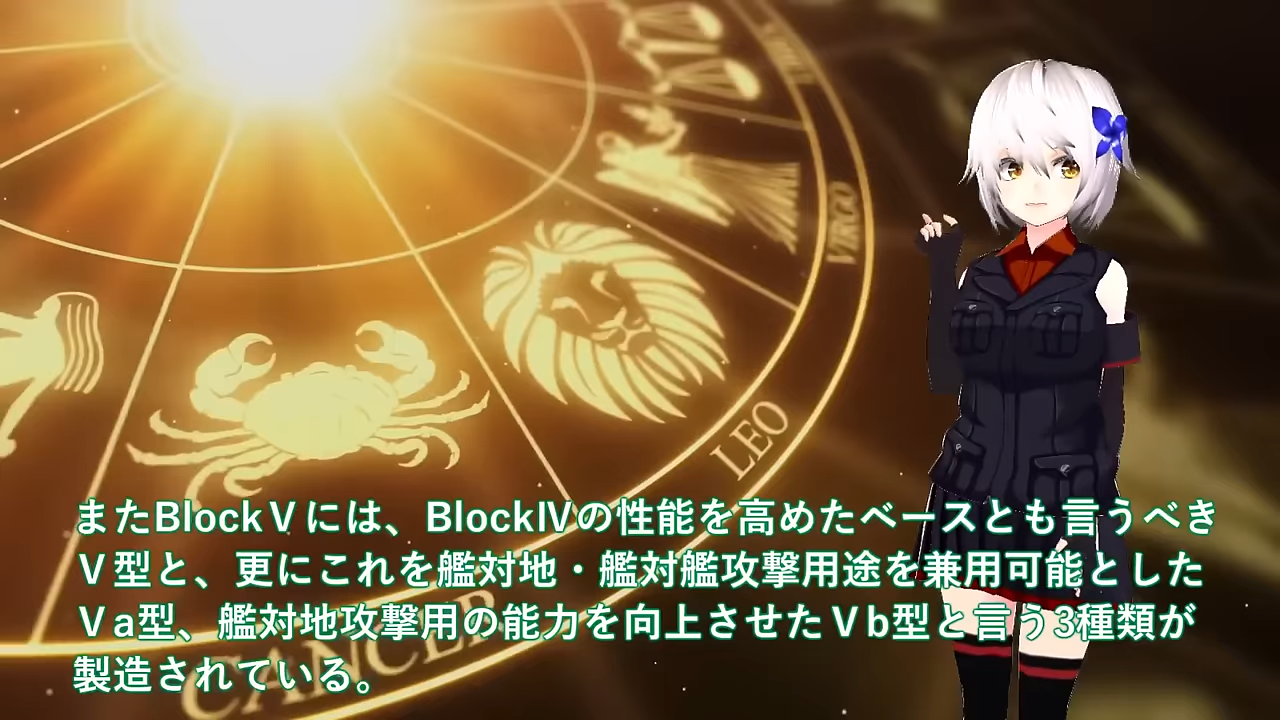 VIRGO
LEO
CANCER
またBlockⅤには、BlockⅣの性能を高めたベースとも言うべき
Ⅴ型と、更にこれを艦対地・艦対艦攻撃用途を兼用可能とした
Ⅴa型、艦対地攻撃用の能力を向上させたⅤb型と言う3種類が
製造されている。